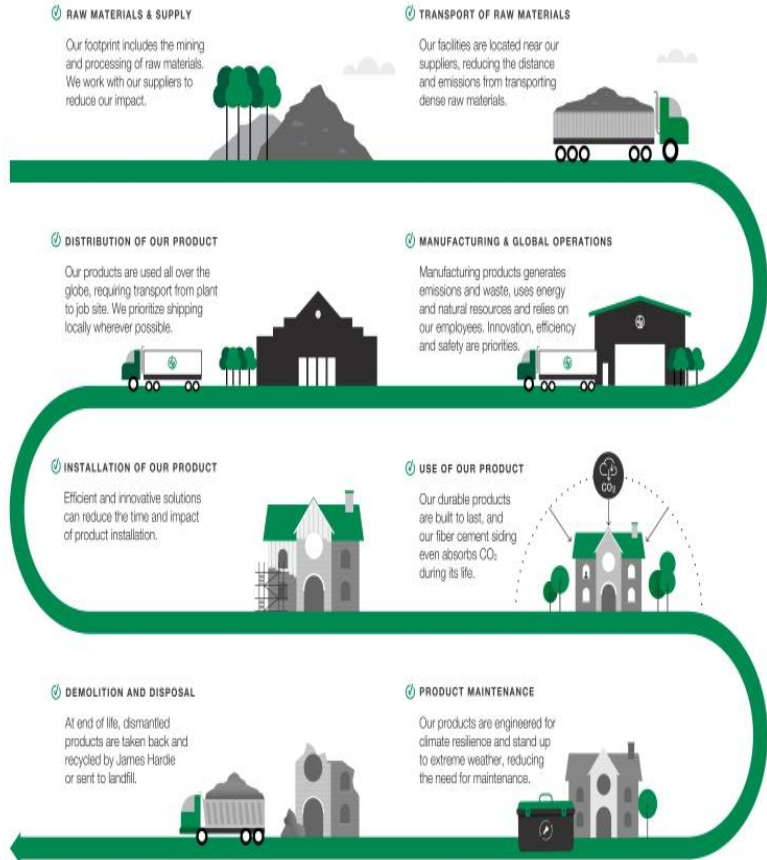 RAW MATERIALS & SUPPLY
Our footprint includes the mining
and processing of raw materials.
We work with our suppliers to
reduce our impact.
TRANSPORT OF RAW MATERIALS
Our facilities are located near our
suppliers, reducing the distance
and emissions from transporting
dense raw materials.
DISTRIBUTION OF OUR PRODUCT
Our products are used all over the
globe, requiring transport from plant
to job site. We prioritize shipping
locally wherever possible.
MANUFACTURING & GLOBAL OPERATIONS
Manufacturing products generates
emissions and waste, uses energy
and natural resources and relies on
our employees. Innovation, efficiency
and safety are priorities.
INSTALLATION OF OUR PRODUCT
Efficient and innovative solutions
can reduce the time and impact
of product installation.
USE OF OUR PRODUCT
Our durable products
are built to last, and
our fiber cement siding
even absorbs CO₂
during its life.
CO₂
DEMOLITION AND DISPOSAL
At end of life, dismantled
products are taken back and
recycled by James Hardie
or sent to landfill.
PRODUCT MAINTENANCE
Our products are engineered for
climate resilience and stand up
to extreme weather, reducing
the need for maintenance.